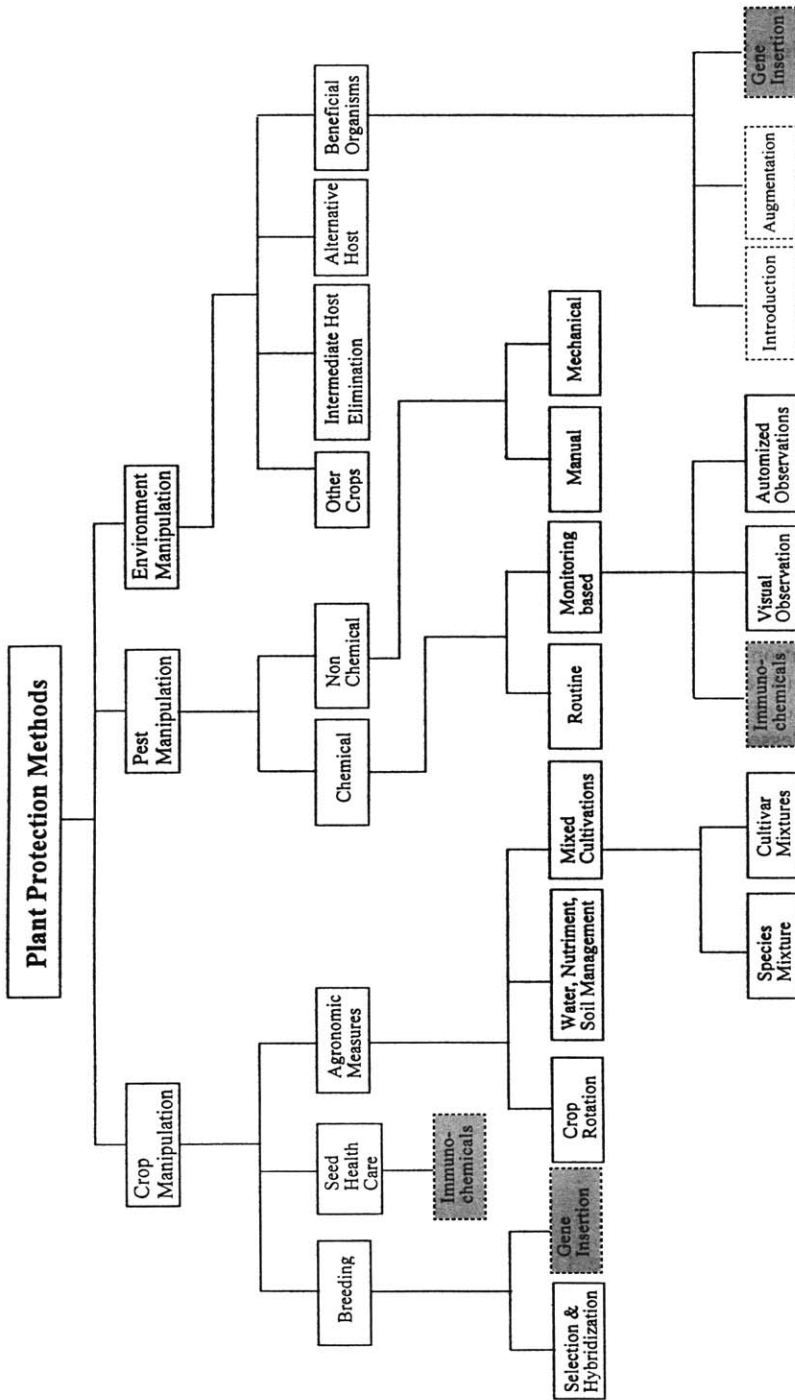 Plant Protection Methods
Crop
Manipulation
Pest
Manipulation
Environment
Manipulation
Breeding
Seed
Health
Care
Agronomic
Measures
Chemical
Non
Chemical
Other
Crops
Intermediate Host
Elimination
Alternative
Host
Beneficial
Organisms
Immuno-
chemicals
Selection &
Hybridization
Gene
Insertion
Crop
Rotation
Water, Nutriment,
Soil Management
Mixed
Cultivations
Routine
Monitoring
based
Manual
Mechanical
Species
Mixture
Cultivar
Mixtures
Immuno-
chemicals
Visual
Observation
Automized
Observations
Introduction
Augmentation
Gene
Insertion